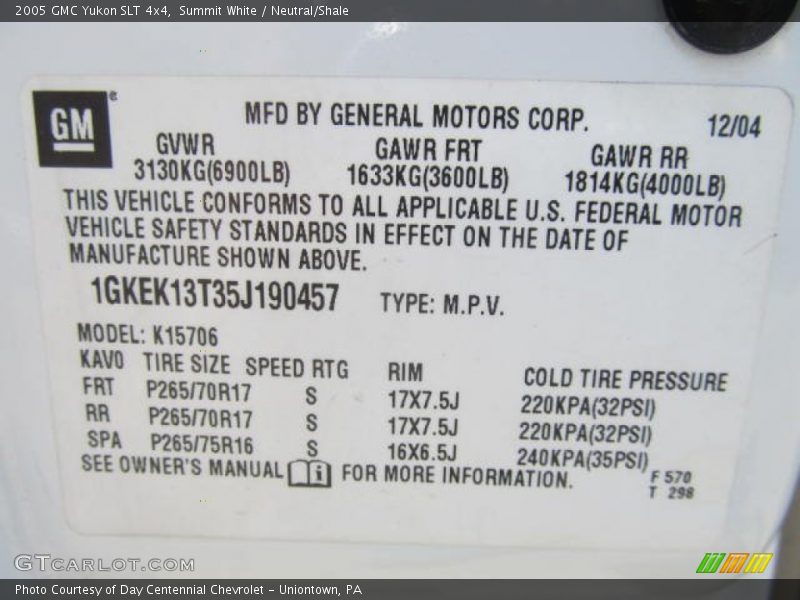 2005 GMC Yukon SLT 4x4, Summit White / Neutral/Shale
GM
MFD BY GENERAL MOTORS CORP. 12/04
GVWR GAWR FRT GAWR RR
3130KG(6900LB) 1633KG(3600LB) 1814KG(4000LB)
THIS VEHICLE CONFORMS TO ALL APPLICABLE U.S. FEDERAL MOTOR
VEHICLE SAFETY STANDARDS IN EFFECT ON THE DATE OF
MANUFACTURE SHOWN ABOVE.
1GKEK13T35J190457 TYPE: M.P.V.
MODEL: K15706
KAVO TIRE SIZE SPEED RTG RIM COLD TIRE PRESSURE
FRT P265/70R17 S 17X7.5J 220KPA(32PSI)
RR P265/70R17 S 17X7.5J 220KPA(32PSI)
SPA P265/75R16 S 16X6.5J 240KPA(35PSI)
SEE OWNER'S MANUAL i FOR MORE INFORMATION.
F 570
T 298
GTCARLOT.COM
Photo Courtesy of Day Centennial Chevrolet - Uniontown, PA